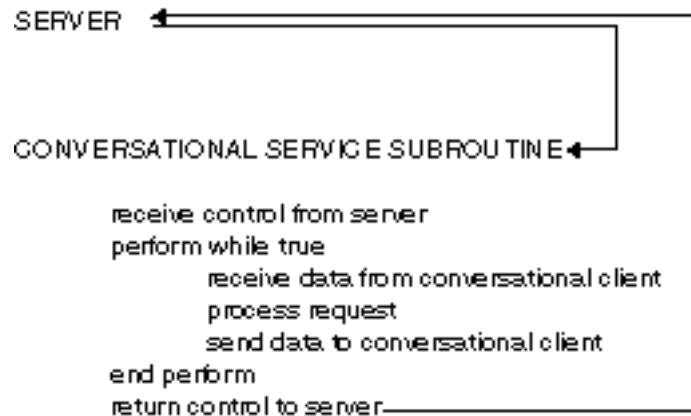 SERVER
CONVERSATIONAL SERVICE SUBROUTINE
receive control from server
perform while true
receive data from conversational client
process request
send data to conversational client
end perform
return control to server